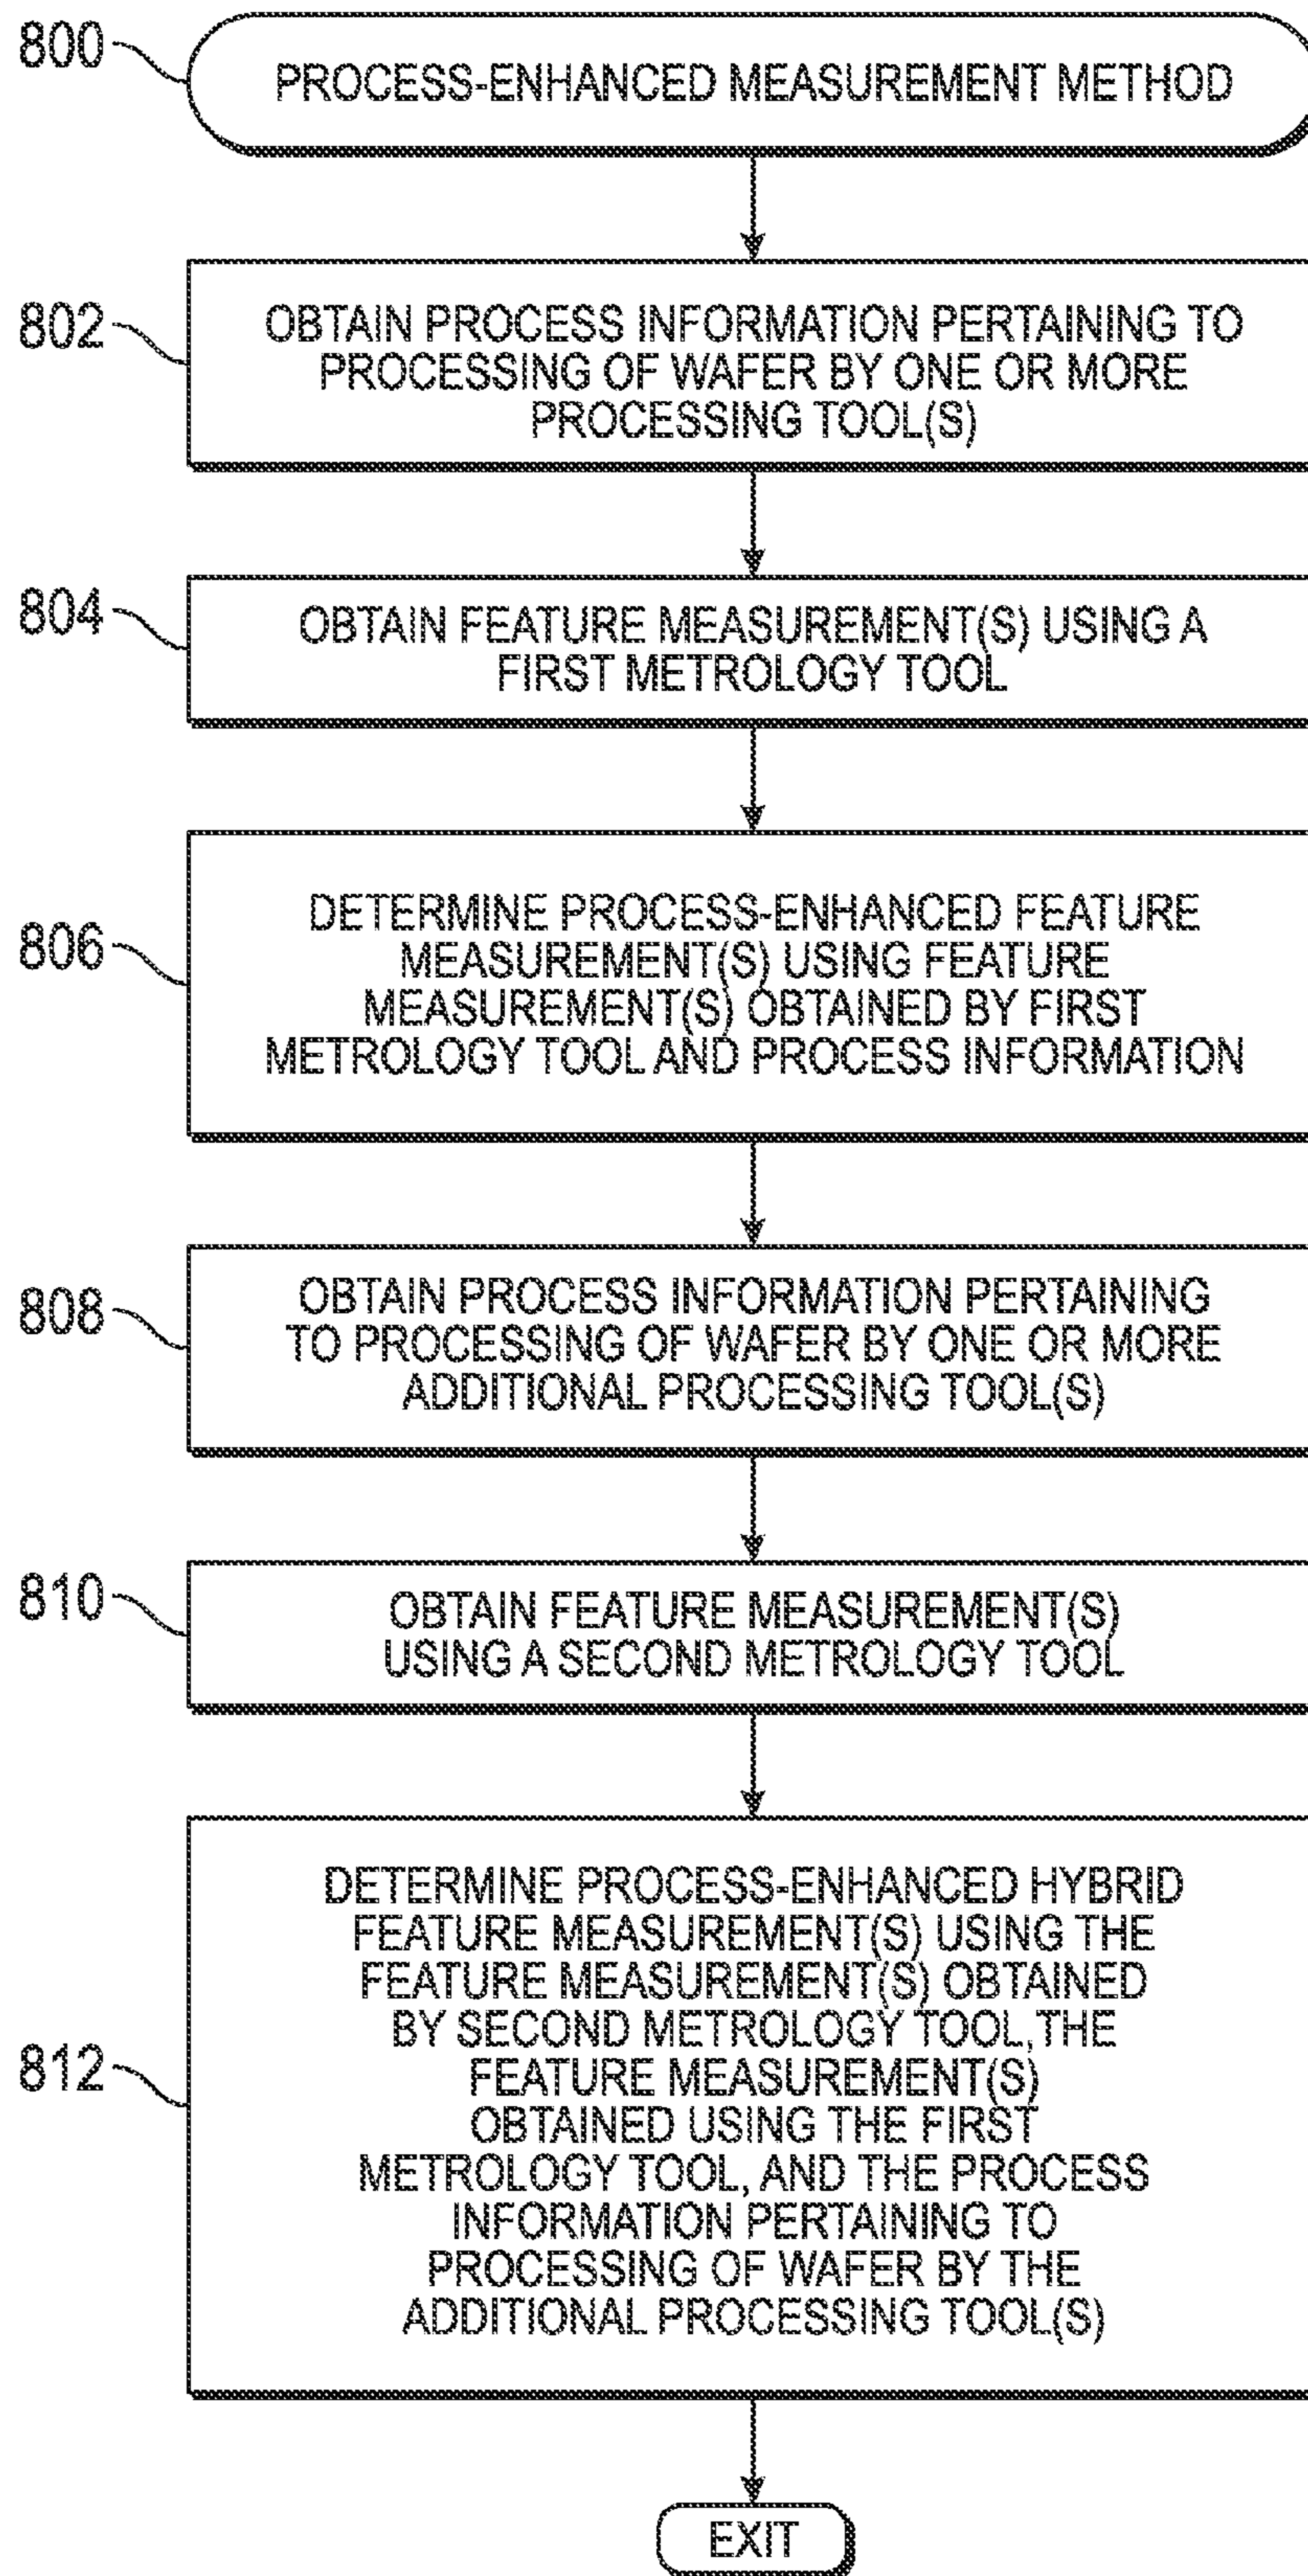 800
PROCESS-ENHANCED MEASUREMENT METHOD
802
OBTAIN PROCESS INFORMATION PERTAINING TO
PROCESSING OF WAFER BY ONE OR MORE
PROCESSING TOOL(S)
804
OBTAIN FEATURE MEASUREMENT(S) USING A
FIRST METROLOGY TOOL
806
DETERMINE PROCESS-ENHANCED FEATURE
MEASUREMENT(S) USING FEATURE
MEASUREMENT(S) OBTAINED BY FIRST
METROLOGY TOOL AND PROCESS INFORMATION
808
OBTAIN PROCESS INFORMATION PERTAINING
TO PROCESSING OF WAFER BY ONE OR MORE
ADDITIONAL PROCESSING TOOL(S)
810
OBTAIN FEATURE MEASUREMENT(S)
USING A SECOND METROLOGY TOOL
812
DETERMINE PROCESS-ENHANCED HYBRID
FEATURE MEASUREMENT(S) USING THE
FEATURE MEASUREMENT(S) OBTAINED
BY SECOND METROLOGY TOOL, THE
FEATURE MEASUREMENT(S)
OBTAINED USING THE FIRST
METROLOGY TOOL, AND THE PROCESS
INFORMATION PERTAINING TO
PROCESSING OF WAFER BY THE
ADDITIONAL PROCESSING TOOL(S)
EXIT